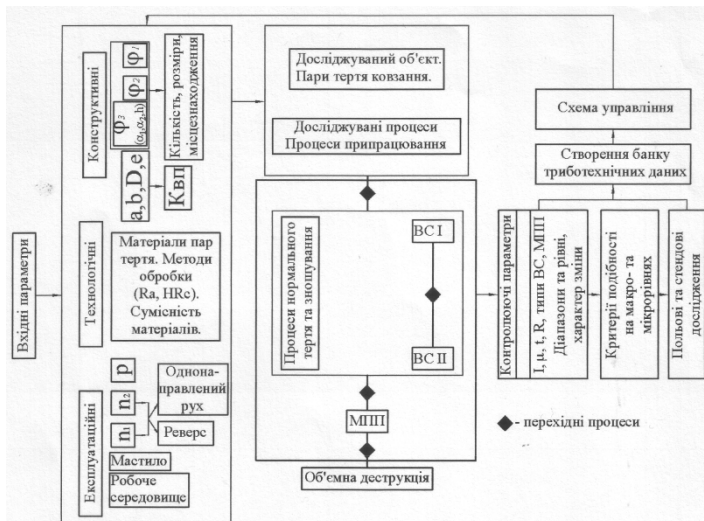 Вхідні параметри
Конструктивні
φ3
(α1,α2,h)
φ2
φ1
Кількість, розміри,
місцезнаходження
a,b,D,e
Квп
Технологічні
Матеріали пар
тертя. Методи
обробки
(Ra, HRc).
Сумісність
матеріалів.
Експлуатаційні
n1
n2
p
Однона-
правлений
рух
Реверс
Мастило
Робоче
середовище
Досліджуваний об'єкт.
Пари тертя ковзання.
Досліджувані процеси
Процеси припрацювання
Процеси нормального
тертя та зношування
ВС I
ВС II
МПП
Об'ємна деструкція
Контролюючі параметри
I, μ, t, R, типи ВС, МПП
Діапазони та рівні,
характер зміни
Критерії подібності
на макро- та
мікрорівнях
Польові та стендові
дослідження
Створення банку
триботехнічних даних
Схема управління
- перехідні процеси